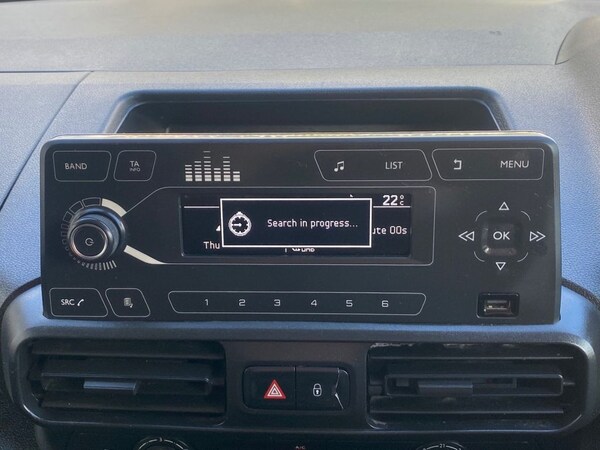 BAND
TA
INFO
LIST
MENU
22°C
Search in progress...
ute 00s
Thu
OK
SRC
1 2 3 4 5 6